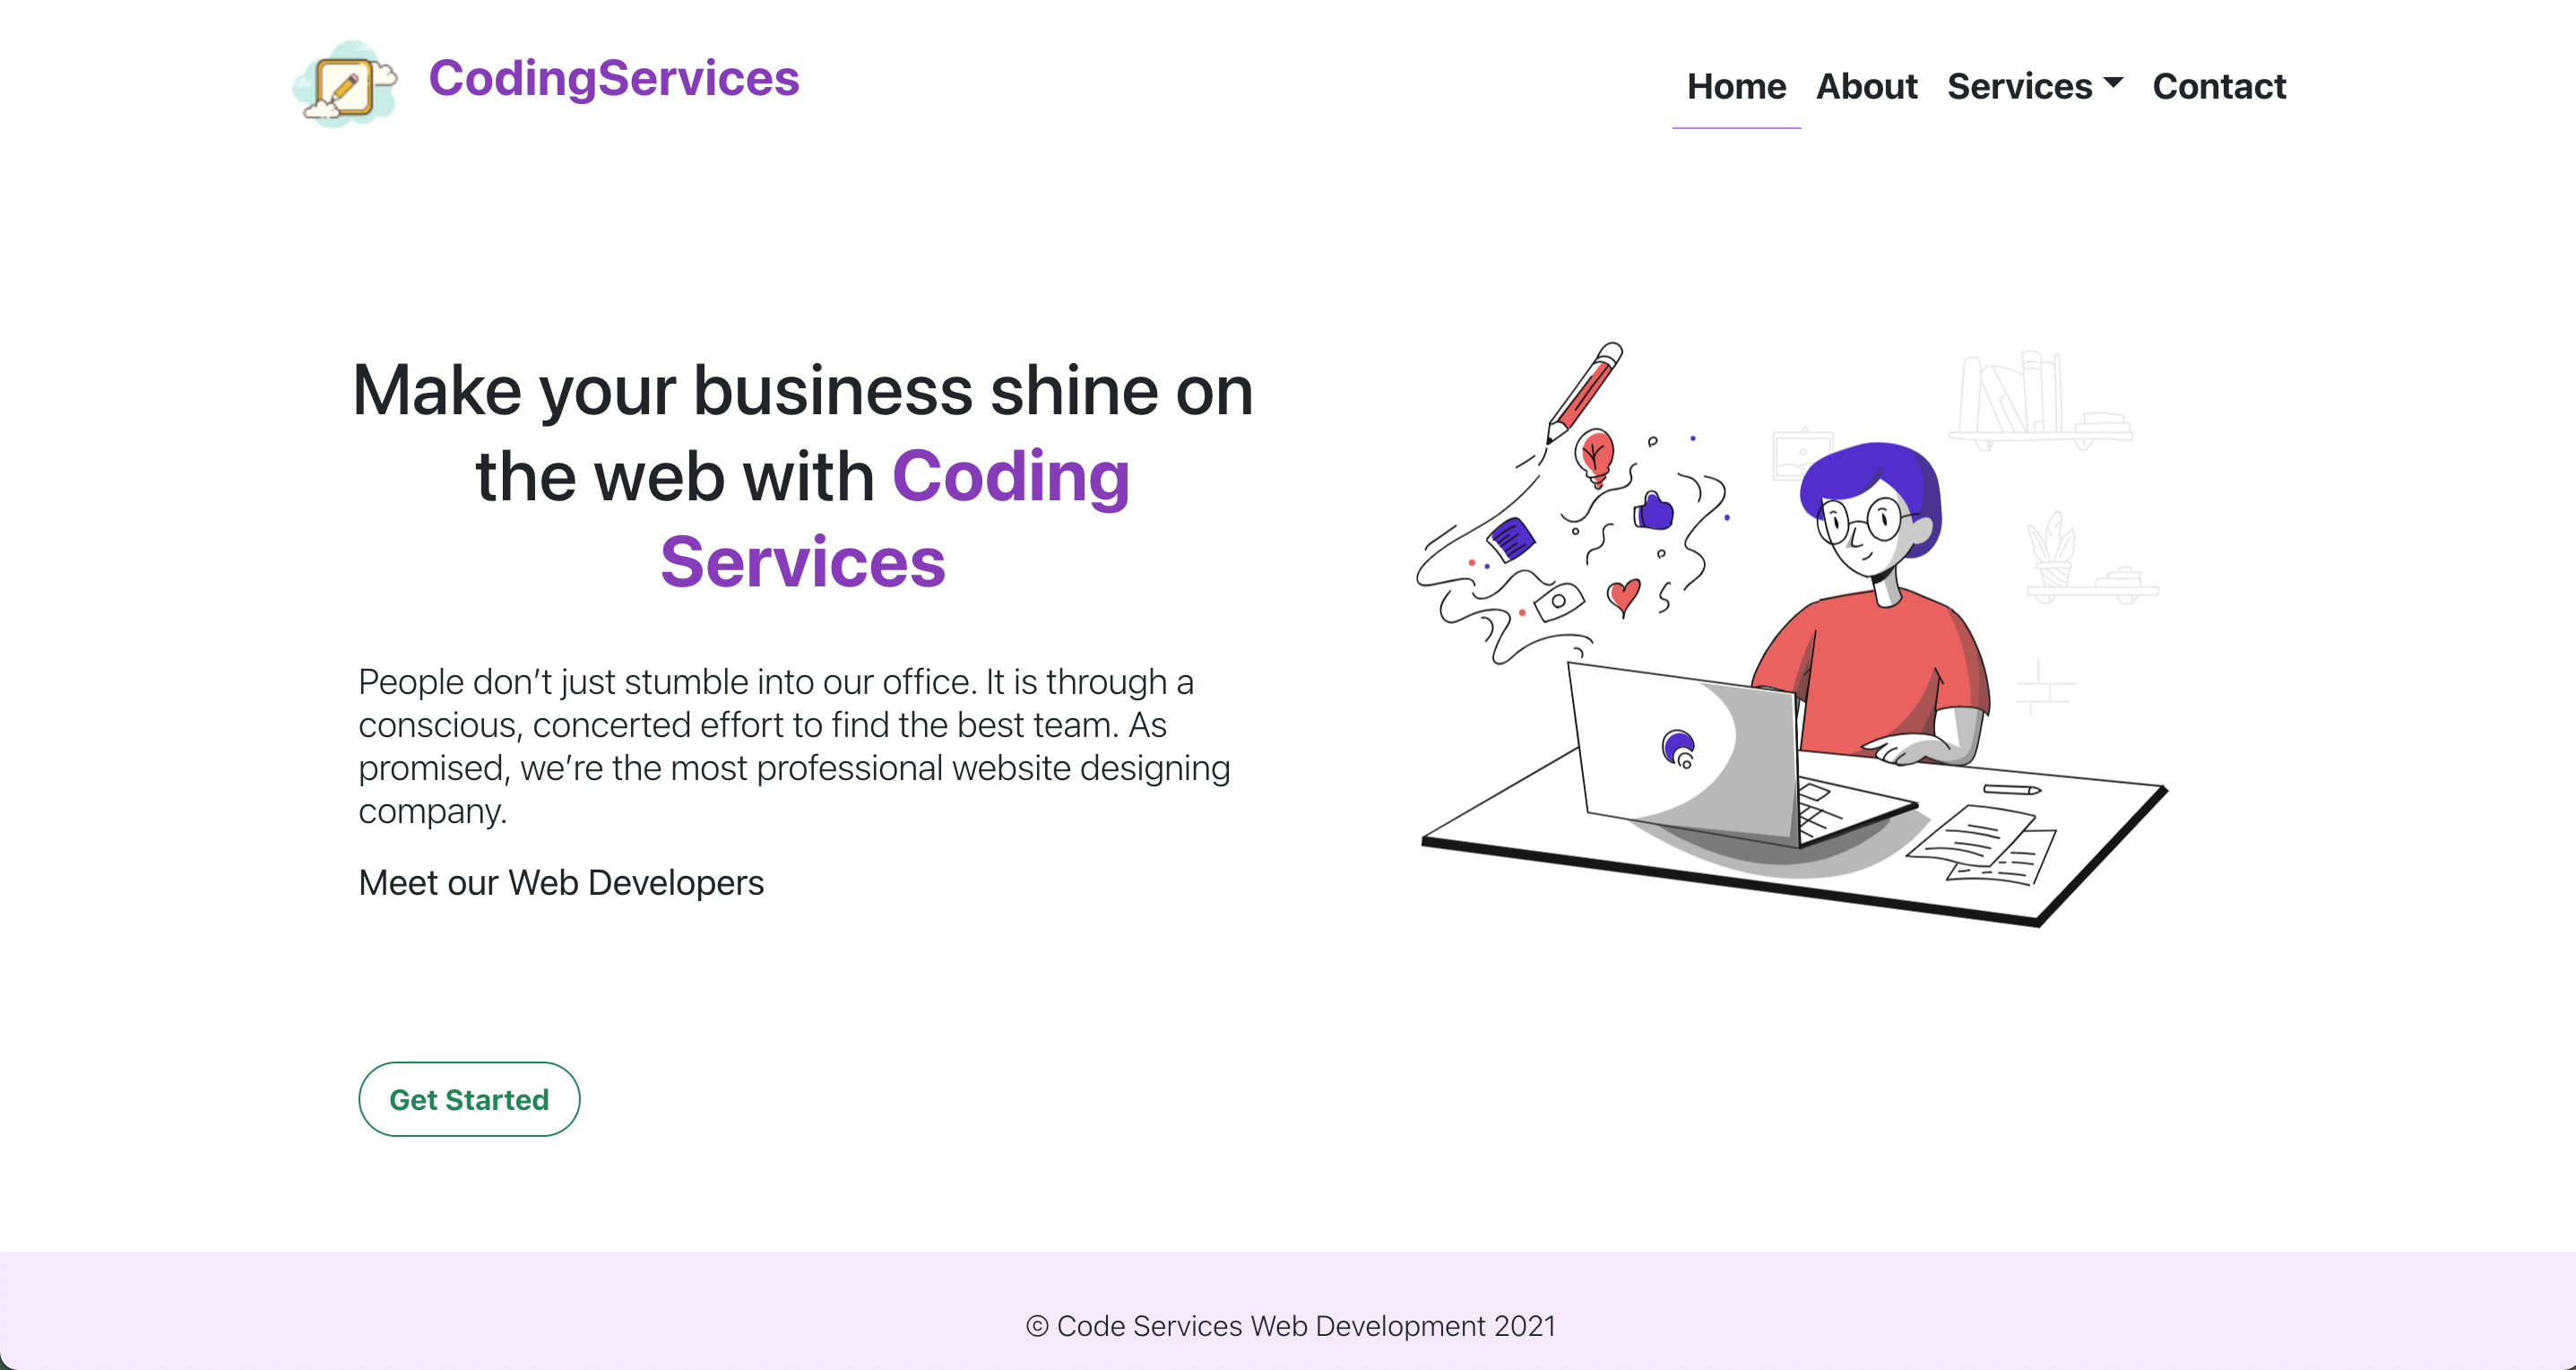 CodingServices
Home About Services Contact
Make your business shine on
the web with Coding
Services
People don’t just stumble into our office. It is through a
conscious, concerted effort to find the best team. As
promised, we’re the most professional website designing
company.
Meet our Web Developers
Get Started
© Code Services Web Development 2021